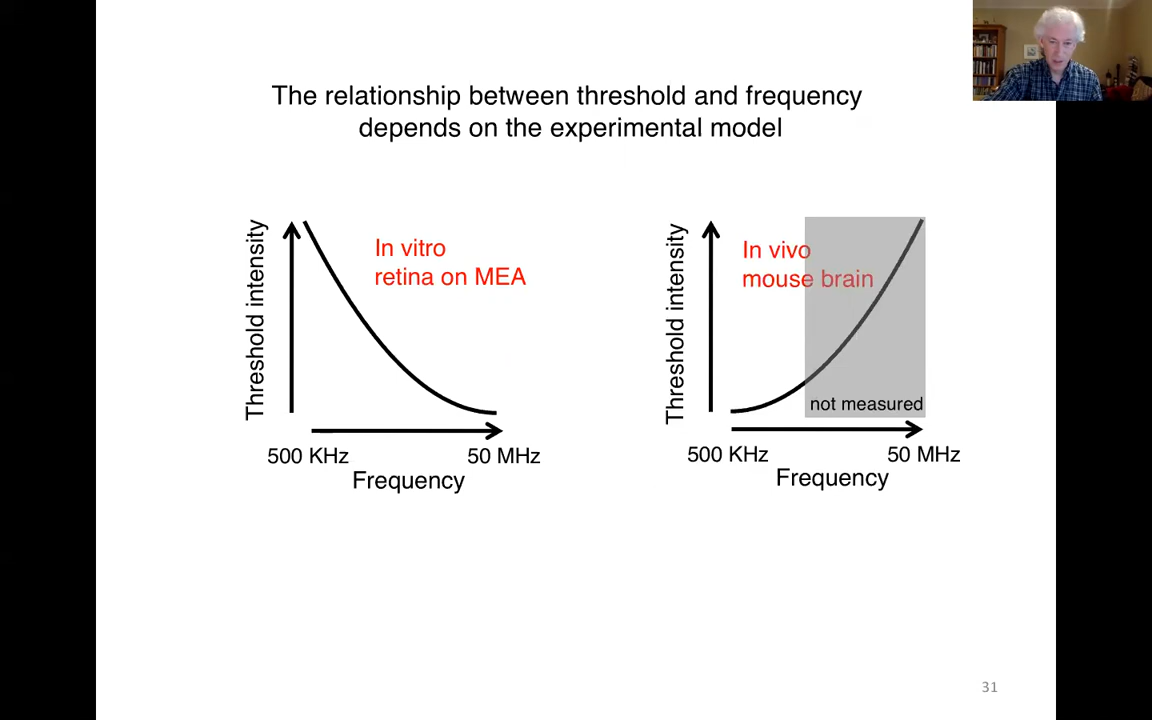 The relationship between threshold and frequency
depends on the experimental model
Threshold intensity
In vitro
retina on MEA
500 KHz
50 MHz
Frequency
Threshold intensity
In vivo
mouse brain
not measured
500 KHz
50 MHz
Frequency
31